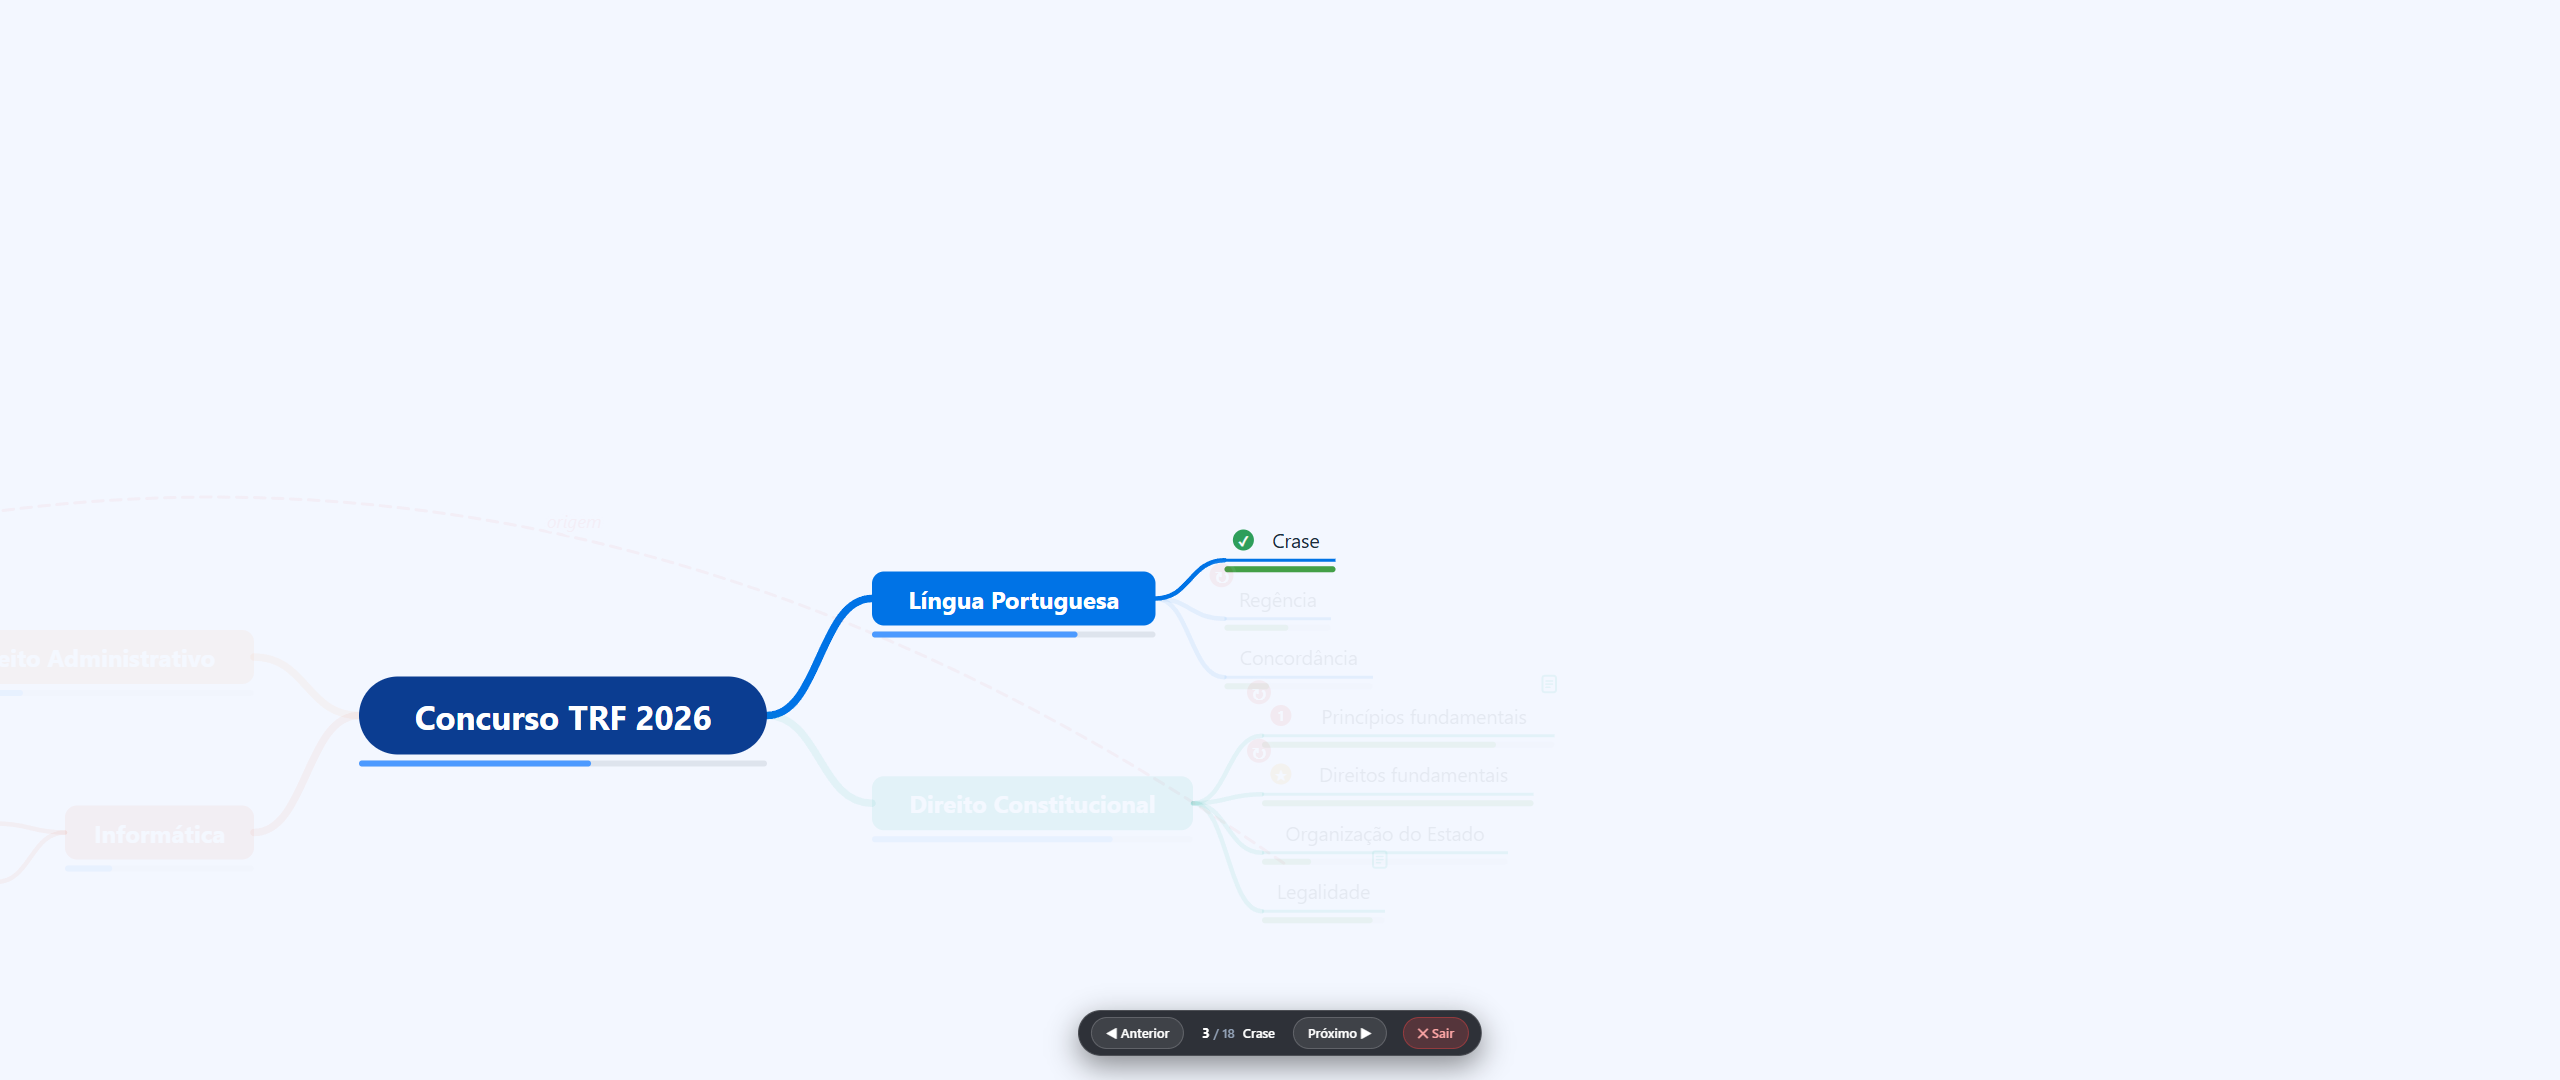 origem
Crase
Língua Portuguesa
Regência
Concordância
eito Administrativo
Concurso TRF 2026
1
Princípios fundamentais
Direitos fundamentais
Direito Constitucional
Informática
Organização do Estado
Legalidade
◀ Anterior 3 / 18 Crase Próximo ▶ ✕ Sair